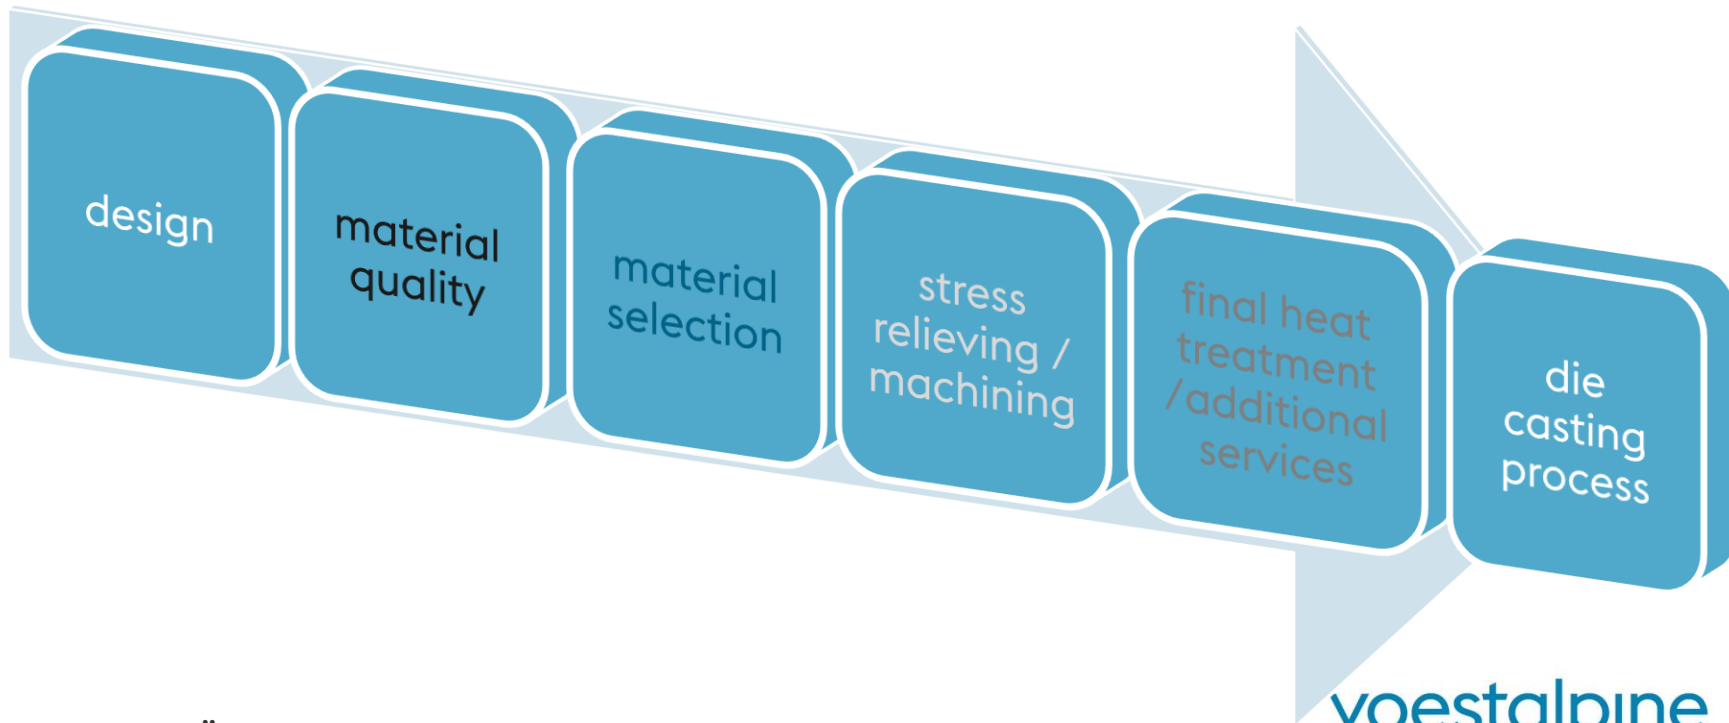 design
material
quality
material
selection
stress
relieving /
machining
final heat
treatment
/additional
services
die
casting
process
voestalpine